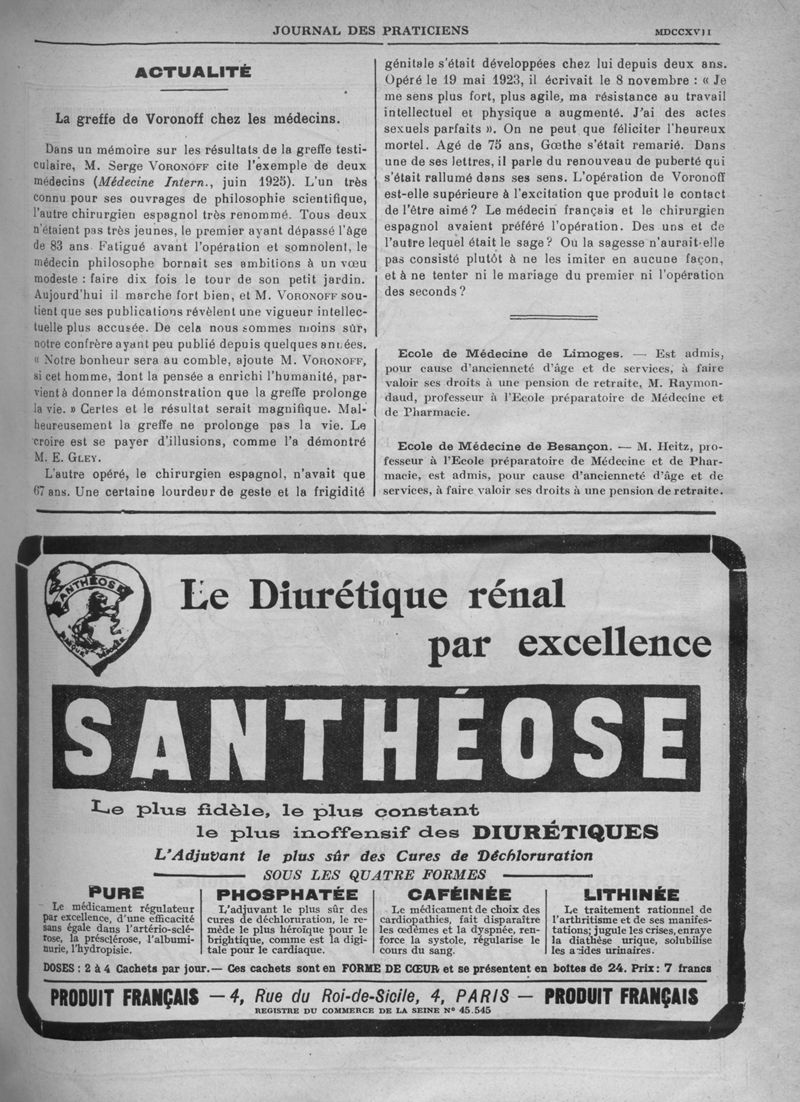 JOURNAL DES PRATICIENS
MDCCXVII
ACTUALITÉ
La greffe de Voronoff chez les médecins.
Dans un mémoire sur les résultats de la greffe testi-
culaire, M. Serge VORONOFF cite l'exemple de deux
médecins (Médecine Intern., juin 1925). L'un très
connu pour ses ouvrages de philosophie scientifique,
l'autre chirurgien espagnol très renommé. Tous deux
n'étaient pas très jeunes, le premier ayant dépassé l'âge
de 83 ans. Fatigué avant l'opération et somnolent, le
médecin philosophe bornait ses ambitions à un vœu
modeste : faire dix fois le tour de son petit jardin.
Aujourd'hui il marche fort bien, et M. VORONOFF sou-
tient que ses publications révèlent une vigueur intellec-
tuelle plus accusée. De cela nous sommes moins sûr,
notre confrère ayant peu publié depuis quelques années.
« Notre bonheur sera au comble, ajoute M. VORONOFF,
si cet homme, dont la pensée a enrichi l'humanité, par-
vient à donner la démonstration que la greffe prolonge
la vie. » Certes et le résultat serait magnifique. Mal-
heureusement la greffe ne prolonge pas la vie. Le
croire est se payer d'illusions, comme l'a démontré
M. E. GLEY.
L'autre opéré, le chirurgien espagnol, n'avait que
67 ans. Une certaine lourdeur de geste et la frigidité
génitale s'était développées chez lui depuis deux ans.
Opéré le 19 mai 1923, il écrivait le 8 novembre : « Je
me sens plus fort, plus agile, ma résistance au travail
intellectuel et physique a augmenté. J'ai des actes
sexuels parfaits ». On ne peut que féliciter l'heureux
mortel. Agé de 75 ans, Gœthe s'était remarié. Dans
une de ses lettres, il parle du renouveau de puberté qui
s'était rallumé dans ses sens. L'opération de Voronoff
est-elle supérieure à l'excitation que produit le contact
de l'être aimé? Le médecin français et le chirurgien
espagnol avaient préféré l'opération. Des uns et de
l'autre lequel était le sage? Ou la sagesse n'aurait-elle
pas consisté plutôt à ne les imiter en aucune façon,
et à ne tenter ni le mariage du premier ni l'opération
des seconds?
Ecole de Médecine de Limoges. — Est admis,
pour cause d'ancienneté d'âge et de services, à faire
valoir ses droits à une pension de retraite, M. Raymon-
daud, professeur à l'Ecole préparatoire de Médecine et
de Pharmacie.
Ecole de Médecine de Besançon. — M. Heitz, pro-
fesseur à l'Ecole préparatoire de Médecine et de Phar-
macie, est admis, pour cause d'ancienneté d'âge et de
services, à faire valoir ses droits à une pension de retraite.
SANTHÉOSE
MARQUE DÉPOSÉE
Le Diurétique rénal
par excellence
SANTHÉOSE
Le plus fidèle, le plus constant
le plus inoffensif des DIURÉTIQUES
L'Adjuvant le plus sûr des Cures de Déchloruration
SOUS LES QUATRE FORMES
PURE
Le médicament régulateur
par excellence, d'une efficacité
sans égale dans l'artério-sclé-
rose, la présclérose, l'albumi-
nurie, l'hydropisie.
PHOSPHATÉE
L'adjuvant le plus sûr des
cures de déchloruration, le re-
mède le plus héroïque pour le
brightique, comme est la digi-
tale pour le cardiaque.
CAFÉINÉE
Le médicament de choix des
cardiopathies, fait disparaître
les œdèmes et la dyspnée, ren-
force la systole, régularise le
cours du sang.
LITHINÉE
Le traitement rationnel de
l'arthritisme et de ses manifes-
tations; jugule les crises, enraye
la diathèse urique, solubilise
les acides urinaires.
DOSES : 2 à 4 Cachets par jour. — Ces cachets sont en FORME DE CŒUR et se présentent en boîtes de 24. Prix : 7 francs
PRODUIT FRANÇAIS — 4, Rue du Roi-de-Sicile, 4, PARIS — PRODUIT FRANÇAIS
REGISTRE DU COMMERCE DE LA SEINE N° 45.545